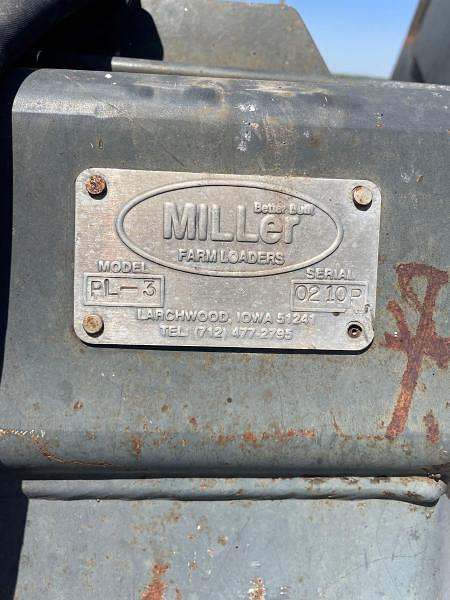 Better Built
MILLer
FARM LOADERS
MODEL
PL-3
SERIAL
0210P
LARCHWOOD, IOWA 51241
TEL (712) 477-2795